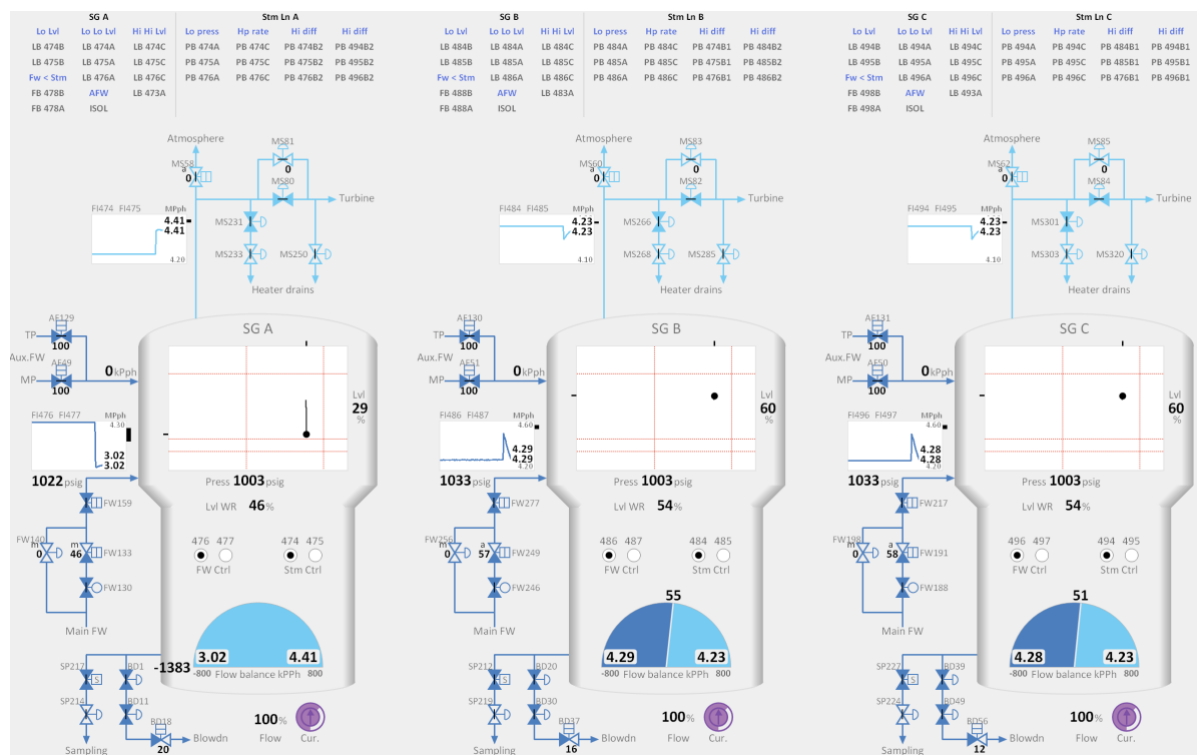 SG A Stm Ln A SG B Stm Ln B SG C Stm Ln C
Lo Lvl Lo Lo Lvl Hi Hi Lvl Lo press Hp rate Hi diff Hi diff Lo Lvl Lo Lo Lvl Hi Hi Lvl Lo press Hp rate Hi diff Hi diff Lo Lvl Lo Lo Lvl Hi Hi Lvl Lo press Hp rate Hi diff Hi diff
LB 474B LB 474A LB 474C PB 474A PB 474C PB 474B2 PB 494B2 LB 484B LB 484A LB 484C PB 484A PB 484C PB 474B1 PB 484B2 LB 494B LB 494A LB 494C PB 494A PB 494C PB 484B1 PB 494B1
LB 475B LB 475A LB 475C PB 475A PB 475C PB 475B2 PB 495B2 LB 485B LB 485A LB 485C PB 485A PB 485C PB 475B1 PB 485B2 LB 495B LB 495A LB 495C PB 495A PB 495C PB 485B1 PB 495B1
Fw < Stm LB 476A LB 476C PB 476A PB 476C PB 476B2 PB 496B2 Fw < Stm LB 486A LB 486C PB 486A PB 486C PB 476B1 PB 486B2 Fw < Stm LB 496A LB 496C PB 496A PB 496C PB 476B1 PB 496B1
FB 478B AFW LB 473A FB 488B AFW LB 483A FB 498B AFW LB 493A
FB 478A ISOL FB 488A ISOL FB 498A ISOL
Atmosphere MS81 Atmosphere MS83 Atmosphere MS85
MS58 a 0 0 MS60 a 0 0 MS62 a 0 0
MS80 MS82 MS84
Turbine Turbine Turbine
FI474 FI475 MPph FI484 FI485 MPph FI494 FI495 MPph
4.41 MS231 4.23 MS266 4.23 MS301
4.41 4.23 4.23
4.20 MS233 MS250 4.10 MS268 MS285 4.10 MS303 MS320
Heater drains Heater drains Heater drains
AF129 AF130 AF131
SG A SG B SG C
TP TP TP
100 100 100
Aux.FW AF49 0 kPph Aux.FW AF51 0 kPph Aux.FW AF50 0 kPph
MP MP MP
100 100 100
Lvl 29 % Lvl 60 % Lvl 60 %
FI476 FI477 MPph FI486 FI487 MPph FI496 FI497 MPph
4.10 4.60 4.60
3.02 4.29 4.28
3.02 4.29 4.28
4.20 4.20
1022 psig Press 1003 psig 1033 psig Press 1003 psig 1033 psig Press 1003 psig
FW159 Lvl WR 46 % FW277 Lvl WR 54 % FW217 Lvl WR 54 %
FW140 m 0 m 46 FW133 FW256 m 0 a 57 FW249 FW198 m 0 a 58 FW191
476 477 474 475 486 487 484 485 496 497 494 495
FW Ctrl Stm Ctrl FW Ctrl Stm Ctrl FW Ctrl Stm Ctrl
FW130 FW246 FW188
55 51
Main FW Main FW Main FW
3.02 4.41 4.29 4.23 4.28 4.23
-1383 -800 Flow balance kPPh 800 -800 Flow balance kPPh 800 -800 Flow balance kPPh 800
SP217 S BD1 SP212 S BD20 SP227 S BD39
SP214 BD11 SP219 BD30 SP224 BD49
BD18 100 % BD37 100 % BD56 100 %
Sampling 20 Blowdn Flow Cur. Sampling 16 Blowdn Flow Cur. Sampling 12 Blowdn Flow Cur.